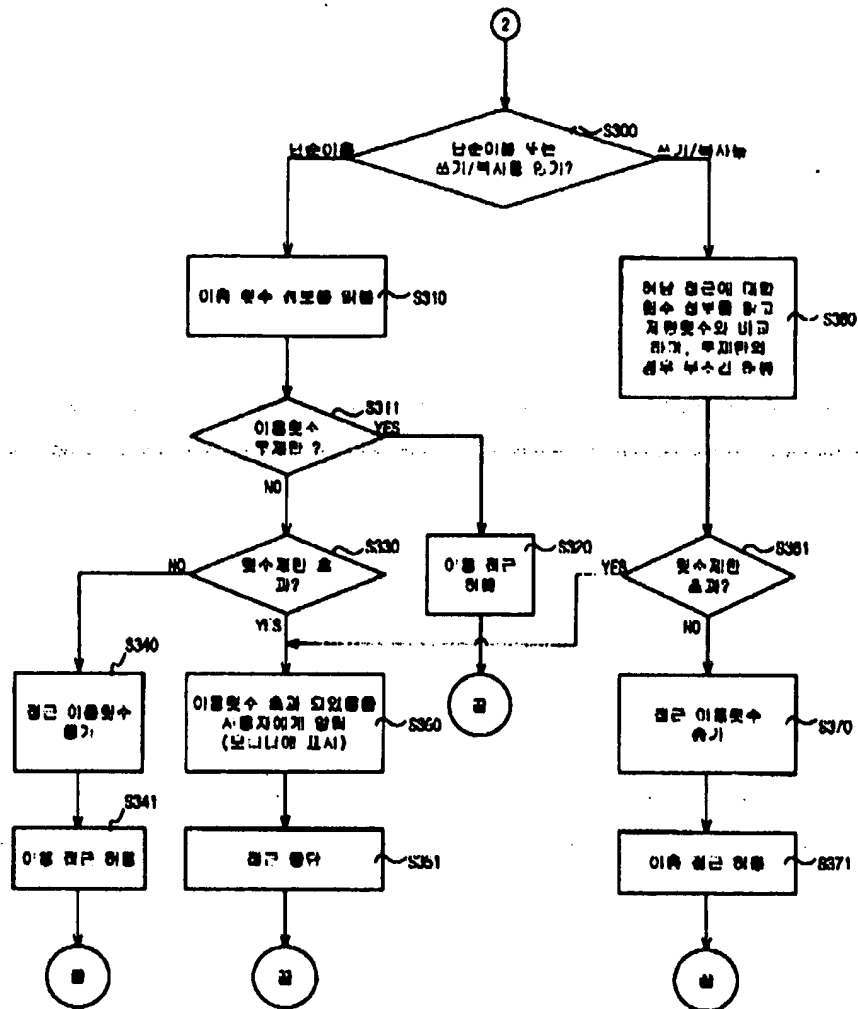 2
S300
단순이용 또는
쓰기/복사를 읽기?
단순이용
쓰기/복사를
이용 횟수 정보를 읽음
S310
해당 접근에 대한
횟수 정보를 읽고
제한횟수와 비교
S360
S311
이용횟수
무제한 ?
YES
NO
S330
횟수제한 초
과?
NO
YES
S320
이용 접근
허용
S361
횟수제한
초과?
YES
NO
S340
접근 이용횟수
증가
이용횟수 초과 되었음을
사용자에게 알림
(모니터에 표시)
S350
끝
접근 이용횟수
증가
S370
S341
이용 접근 허용
접근 중단
S351
이용 접근 허용
S371
끝
끝
끝